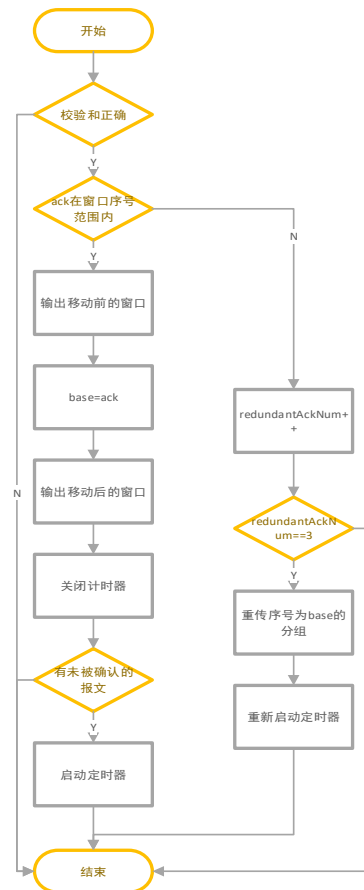 开始
校验和正确
Y
ack在窗口序号
范围内
N
Y
输出移动前的窗口
base=ack
redundantAckNum+
+
输出移动后的窗口
N
redundantAckN
um==3
关闭计时器
Y
重传序号为base的
分组
有未被确认的
报文
重新启动定时器
Y
启动定时器
结束